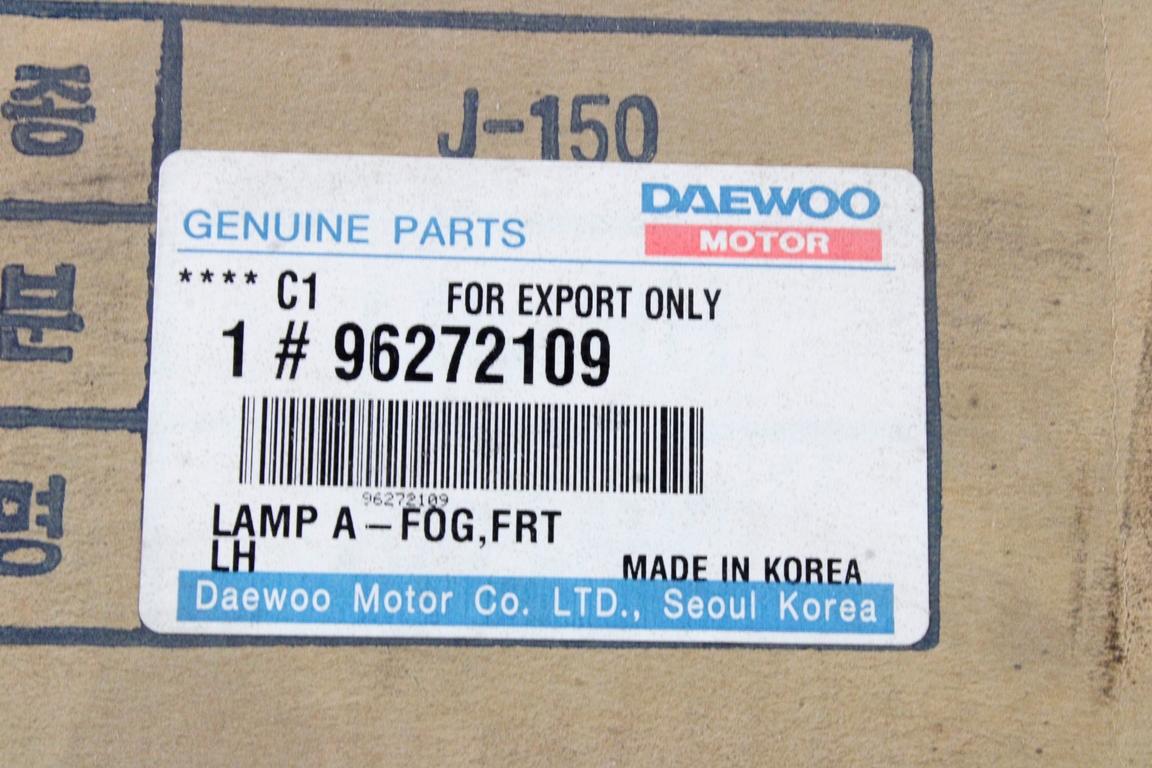 종
J-150
DAEWOO
MOTOR
GENUINE PARTS
**** C1 FOR EXPORT ONLY
1 # 96272109
96272109
LAMP A-FOG,FRT
LH
MADE IN KOREA
Daewoo Motor Co. LTD., Seoul Korea
명